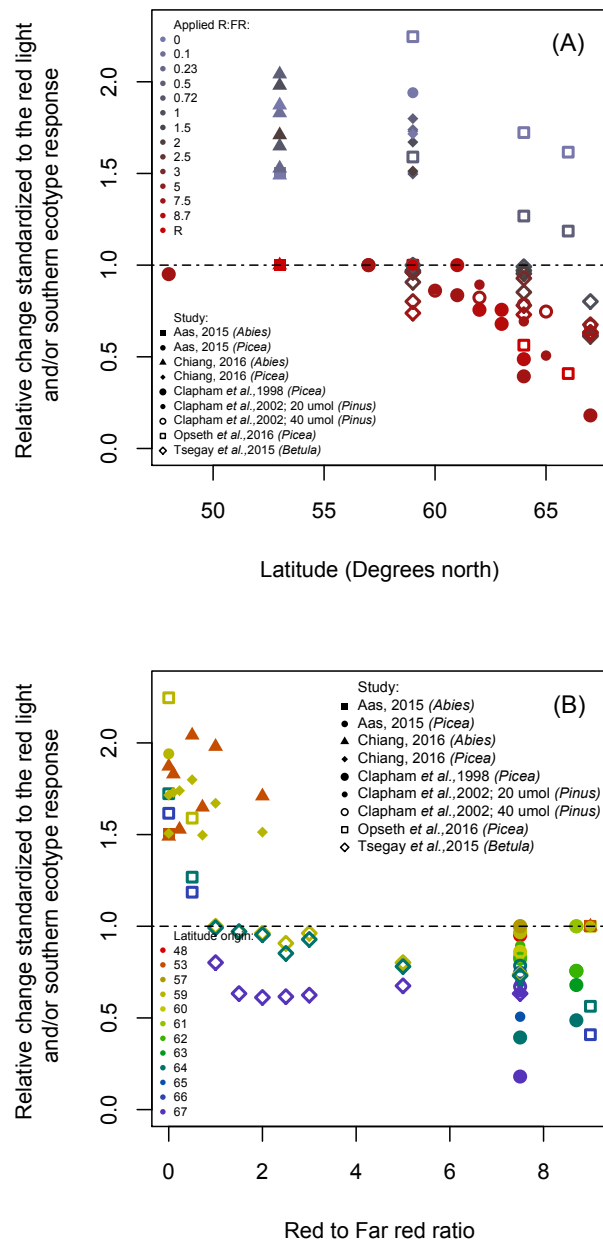 (A)
Applied R:FR:
0
0.1
0.23
0.5
0.72
1
1.5
2
2.5
3
5
7.5
8.7
R
Study:
Aas, 2015 (Abies)
Aas, 2015 (Picea)
Chiang, 2016 (Abies)
Chiang, 2016 (Picea)
Clapham et al.,1998 (Picea)
Clapham et al.,2002; 20 umol (Pinus)
Clapham et al.,2002; 40 umol (Pinus)
Opseth et al.,2016 (Picea)
Tsegay et al.,2015 (Betula)
Relative change standardized to the red light
and/or southern ecotype response
2.0
1.5
1.0
0.5
0.0
50 55 60 65
Latitude (Degrees north)
(B)
Study:
Aas, 2015 (Abies)
Aas, 2015 (Picea)
Chiang, 2016 (Abies)
Chiang, 2016 (Picea)
Clapham et al.,1998 (Picea)
Clapham et al.,2002; 20 umol (Pinus)
Clapham et al.,2002; 40 umol (Pinus)
Opseth et al.,2016 (Picea)
Tsegay et al.,2015 (Betula)
Latitude origin:
48
53
57
59
60
61
62
63
64
65
66
67
Relative change standardized to the red light
and/or southern ecotype response
2.0
1.5
1.0
0.5
0.0
0 2 4 6 8
Red to Far red ratio